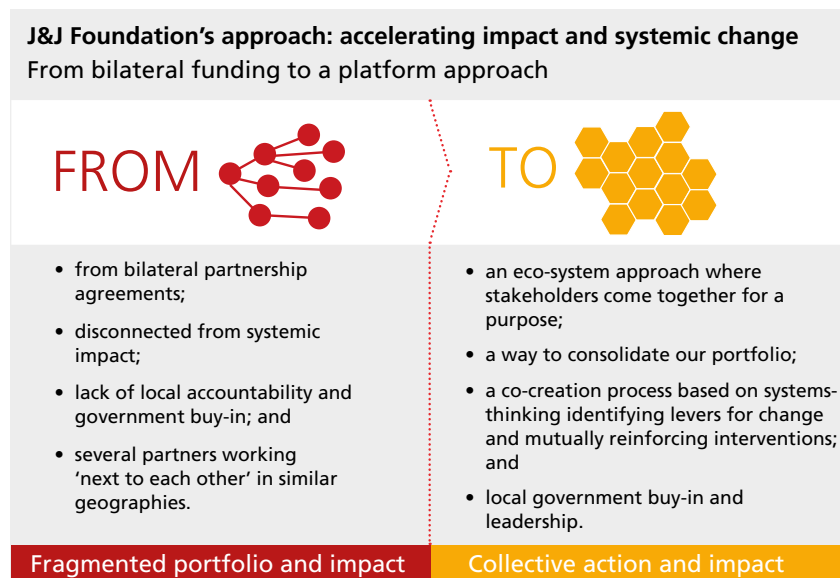 J&J Foundation's approach: accelerating impact and systemic change
From bilateral funding to a platform approach
FROM
• from bilateral partnership
agreements;
• disconnected from systemic
impact;
• lack of local accountability and
government buy-in; and
• several partners working
‘next to each other’ in similar
geographies.
Fragmented portfolio and impact
TO
• an eco-system approach where
stakeholders come together for a
purpose;
• a way to consolidate our portfolio;
• a co-creation process based on systems-
thinking identifying levers for change
and mutually reinforcing interventions;
and
• local government buy-in and
leadership.
Collective action and impact